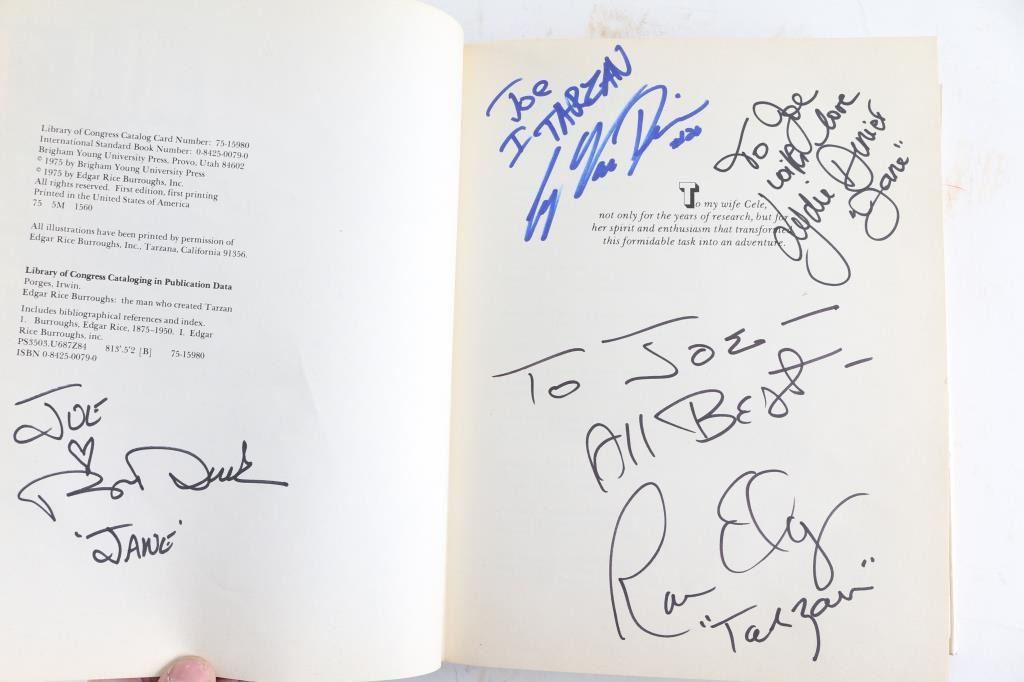 Library of Congress Catalog Card Number: 75-15980
International Standard Book Number: 0-8425-0079-0
Brigham Young University Press, Provo, Utah 84602
© 1975 by Brigham Young University Press
© 1975 by Edgar Rice Burroughs, Inc.
All rights reserved. First edition, first printing
Printed in the United States of America
75 5M 1560
All illustrations have been printed by permission of
Edgar Rice Burroughs, Inc., Tarzana, California 91356.
Library of Congress Cataloging in Publication Data
Porges, Irwin.
Edgar Rice Burroughs: the man who created Tarzan
Includes bibliographical references and index.
1. Burroughs, Edgar Rice, 1875-1950. I. Edgar
Rice Burroughs, inc.
PS3503.U687Z84 813'.5'2 [B] 75-15980
ISBN 0-8425-0079-0
JOE
♡
Bo Derek
"JANE"
Joe
I TARZAN
To Joe
with love
Lydie Denier
"Jane"
To my wife Cele,
not only for the years of research, but for
her spirit and enthusiasm that transformed
this formidable task into an adventure.
To JOE -
All BEST -
Ron Ely
"Tarzan"